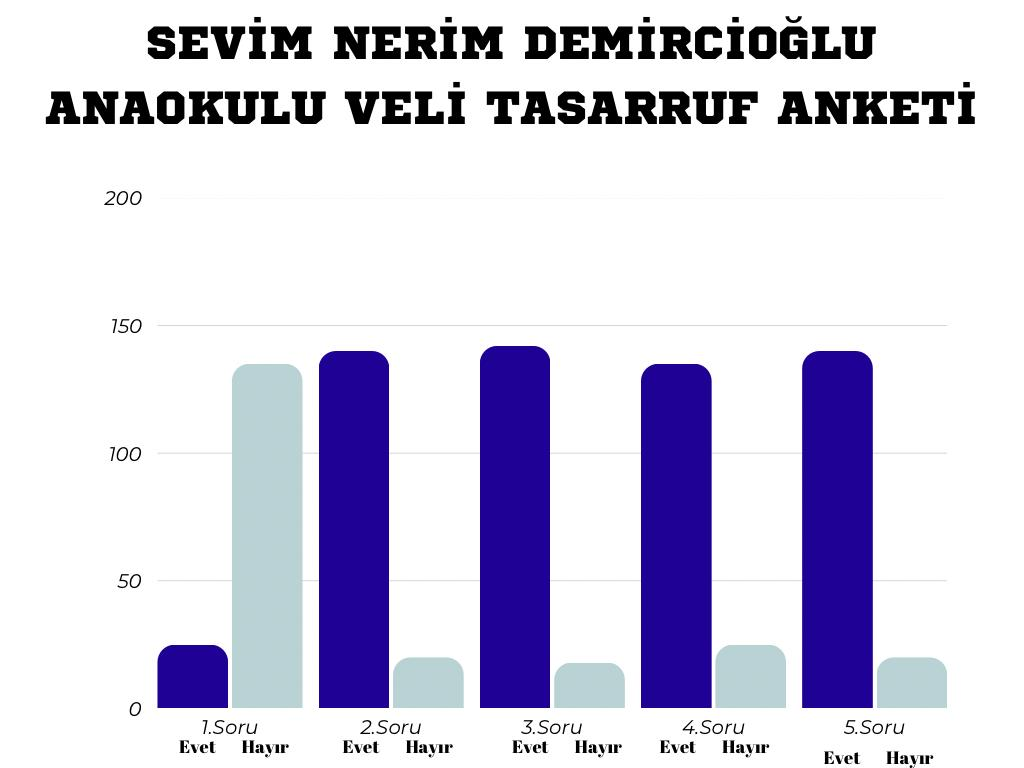 SEVİM NERİM DEMİRCİOĞLU
ANAOKULU VELİ TASARRUF ANKETİ
200
150
100
50
0
1.Soru 2.Soru 3.Soru 4.Soru 5.Soru
Evet Hayır Evet Hayır Evet Hayır Evet Hayır Evet Hayır